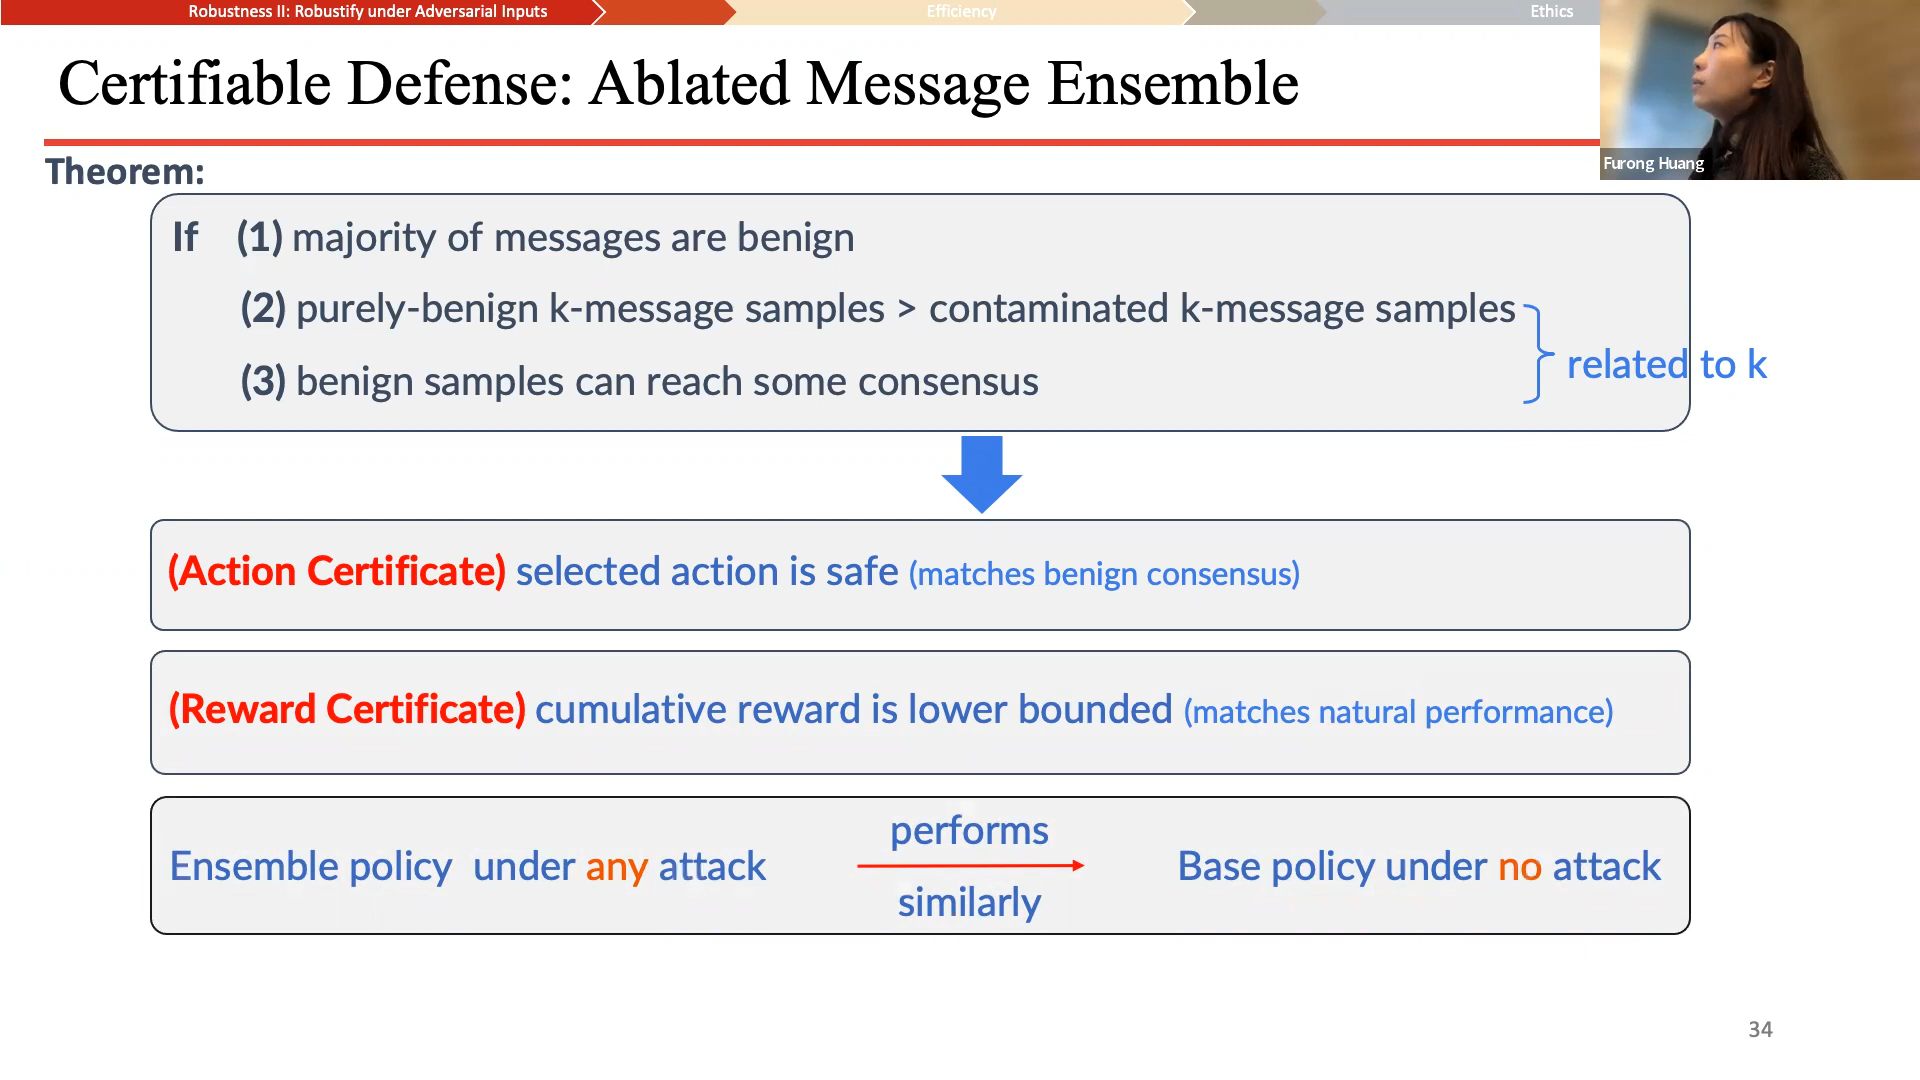 Robustness II: Robustify under Adversarial Inputs
Efficiency
Ethics
Certifiable Defense: Ablated Message Ensemble
Furong Huang
Theorem:
If (1) majority of messages are benign
(2) purely-benign k-message samples > contaminated k-message samples
(3) benign samples can reach some consensus
related to k
(Action Certificate) selected action is safe (matches benign consensus)
(Reward Certificate) cumulative reward is lower bounded (matches natural performance)
Ensemble policy under any attack
performs
similarly
Base policy under no attack
34